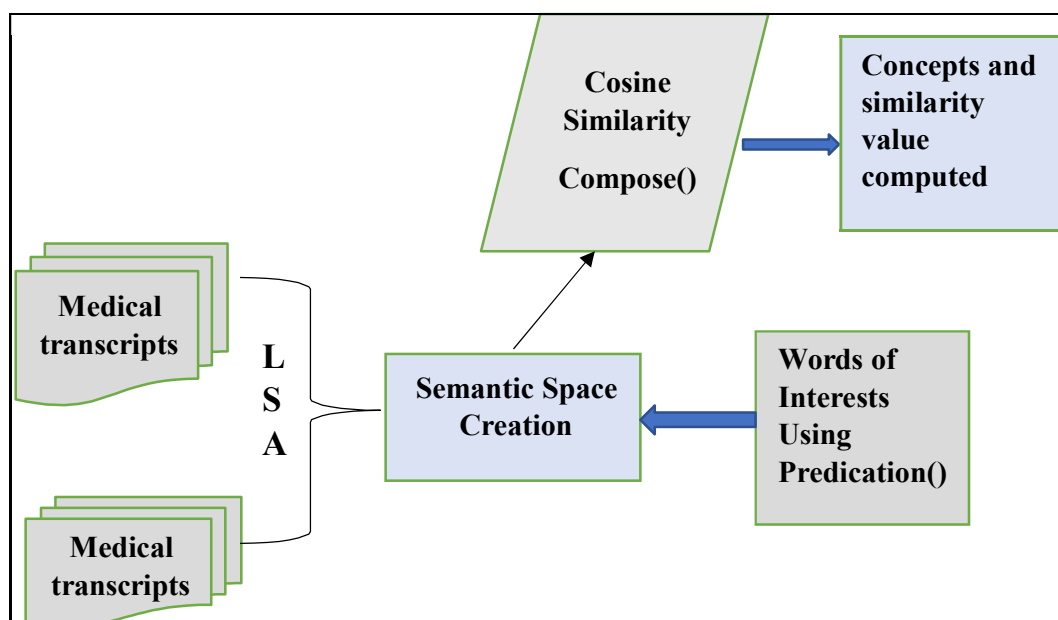 Cosine
Similarity
Compose()
Concepts and
similarity
value
computed
Medical
transcripts
L
S
A
Semantic Space
Creation
Words of
Interests
Using
Predication()
Medical
transcripts